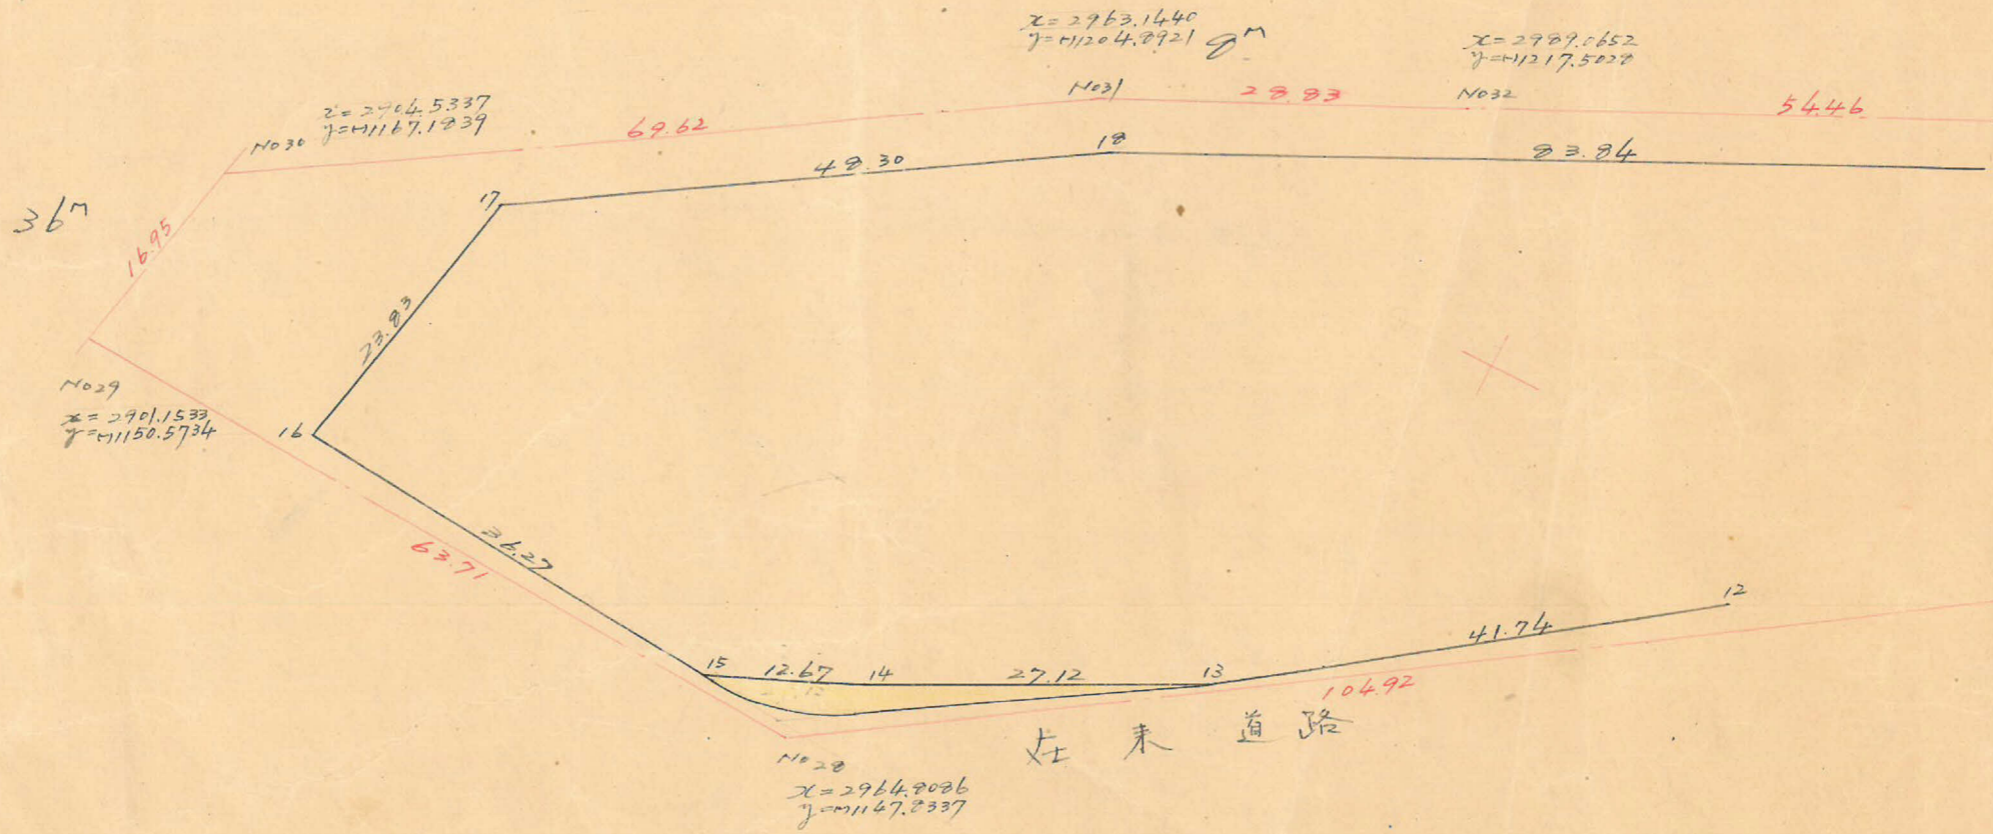 x=2963.1440
y=-11204.8921
8m
x=2989.0652
y=-11217.5028
x=2904.5337
y=-11167.1839
No30
69.62
No31
28.83
No32
54.46
48.30
18
83.84
36m
17
16.95
23.83
No29
x=2901.1533
y=-11150.5734
16
36.27
63.71
12
41.74
15
12.67
14
27.12
13
104.92
在来道路
No28
x=2964.8086
y=-11147.8337